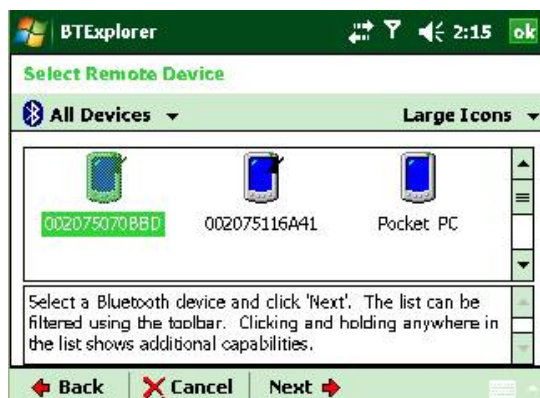 BTExplorer 2:15 ok
Select Remote Device
All Devices Large Icons
002075070BBD 002075116A41 Pocket PC
Select a Bluetooth device and click 'Next'. The list can be
filtered using the toolbar. Clicking and holding anywhere in
the list shows additional capabilities.
Back Cancel Next